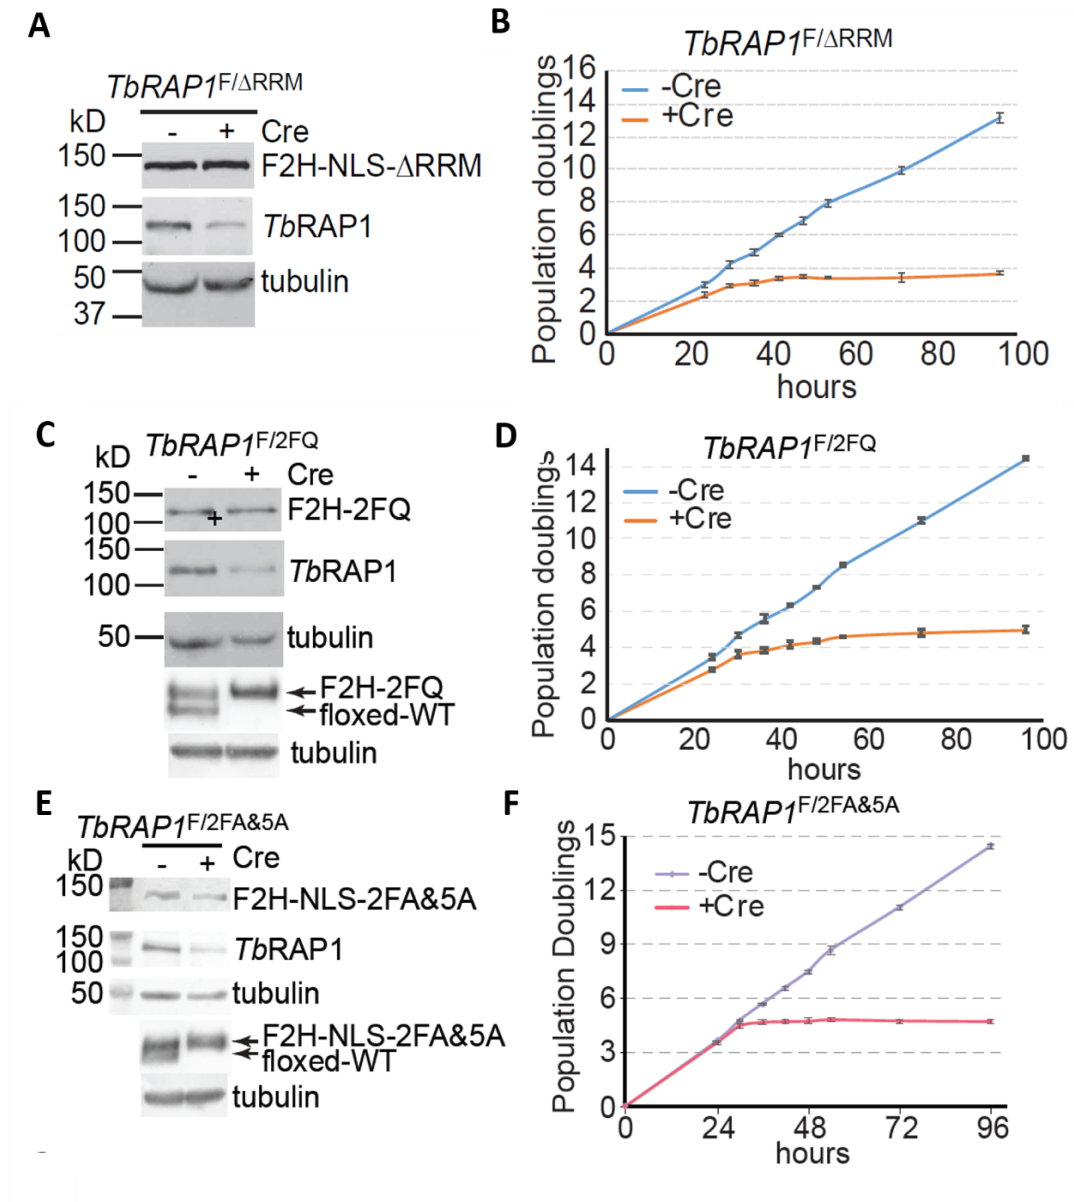 A
TbRAP1F/ΔRRM
kD
- + Cre
150
F2H-NLS-ΔRRM
150
TbRAP1
100
50
tubulin
37
B
TbRAP1F/ΔRRM
Population doublings
16
14
12
10
8
6
4
2
0
-Cre
+Cre
0 20 40 60 80 100
hours
C
TbRAP1F/2FQ
kD
- + Cre
150
F2H-2FQ
100
+
150
TbRAP1
100
50
tubulin
F2H-2FQ
floxed-WT
tubulin
D
TbRAP1F/2FQ
Population doublings
14
12
10
8
6
4
2
0
-Cre
+Cre
0 20 40 60 80 100
hours
E
TbRAP1F/2FA&5A
kD
- + Cre
150
F2H-NLS-2FA&5A
150
TbRAP1
100
50
tubulin
F2H-NLS-2FA&5A
floxed-WT
tubulin
F
TbRAP1F/2FA&5A
Population Doublings
15
12
9
6
3
0
-Cre
+Cre
0 24 48 72 96
hours